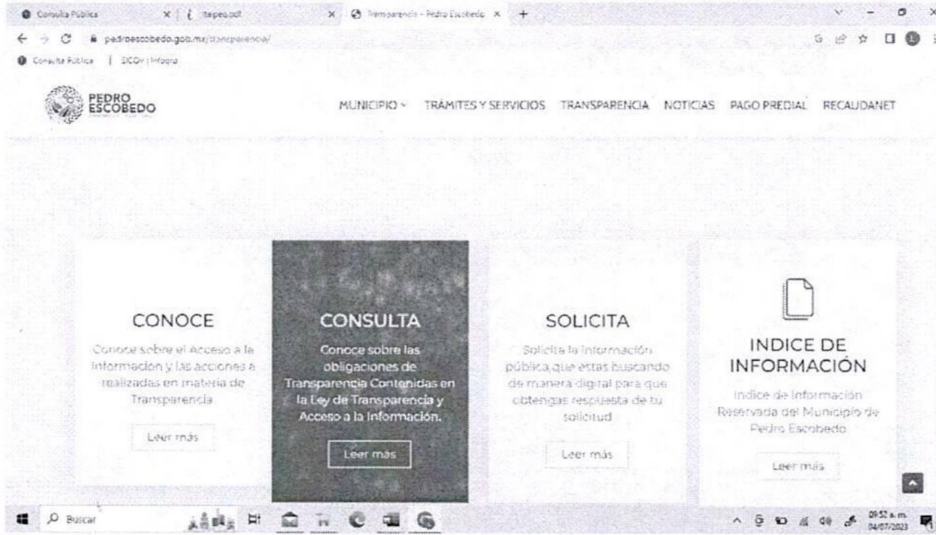 Consulta Pública
Transparencia - Pedro Escobedo
pedroescobedo.gob.mx/transparencia/
Consulta Pública
PEDRO
ESCOBEDO
MUNICIPIO
TRÁMITES Y SERVICIOS
TRANSPARENCIA
NOTICIAS
PAGO PREDIAL
RECAUDANET
CONOCE
Conoce sobre el Acceso a la
Información y las acciones a
realizadas en materia de
Transparencia
Leer más
CONSULTA
Conoce sobre las
obligaciones de
Transparencia Contenidas en
la Ley de Transparencia y
Acceso a la Información.
Leer más
SOLICITA
Solicita la información
pública que estas buscando
de manera digital para que
obtengas respuesta de tu
solicitud
Leer más
INDICE DE
INFORMACIÓN
Indice de Información
Reservada del Municipio de
Pedro Escobedo
Leer más
Buscar
09:52 a. m.
04/07/2023